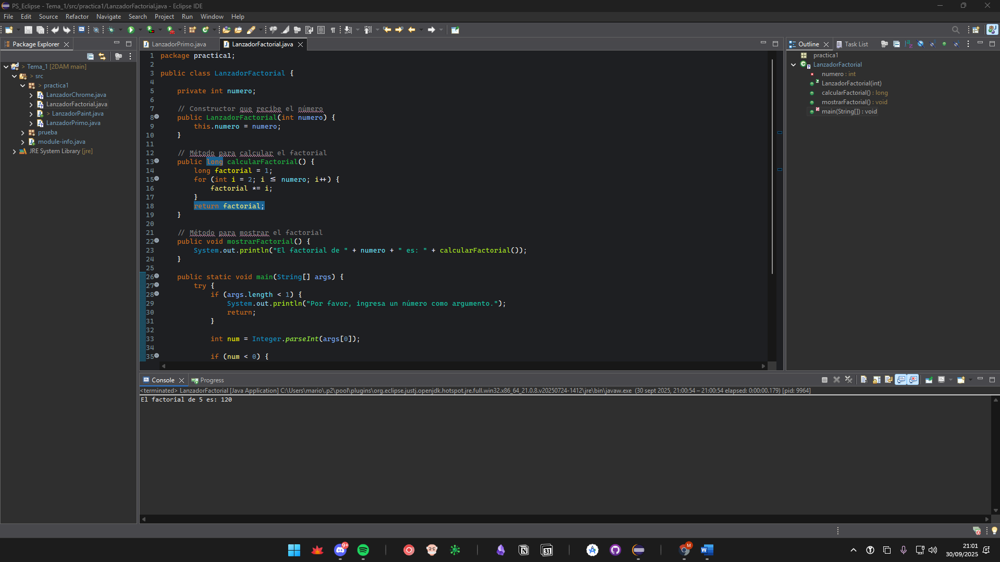 PS_Eclipse - Tema_1/src/practica1/LanzadorFactorial.java - Eclipse IDE
File Edit Source Refactor Navigate Search Project Run Window Help
Package Explorer
> Tema_1 [2DAM main]
> src
> practica1
LanzadorChrome.java
LanzadorFactorial.java
> LanzadorPaint.java
LanzadorPrimo.java
prueba
module-info.java
JRE System Library [jre]
LanzadorPrimo.java LanzadorFactorial.java
1 package practica1;
2
3 public class LanzadorFactorial {
4
5 private int numero;
6
7 // Constructor que recibe el número
8 public LanzadorFactorial(int numero) {
9 this.numero = numero;
10 }
11
12 // Método para calcular el factorial
13 public long calcularFactorial() {
14 long factorial = 1;
15 for (int i = 2; i ≤ numero; i++) {
16 factorial *= i;
17 }
18 return factorial;
19 }
20
21 // Método para mostrar el factorial
22 public void mostrarFactorial() {
23 System.out.println("El factorial de " + numero + " es: " + calcularFactorial());
24 }
25
26 public static void main(String[] args) {
27 try {
28 if (args.length < 1) {
29 System.out.println("Por favor, ingresa un número como argumento.");
30 return;
31 }
32
33 int num = Integer.parseInt(args[0]);
34
35 if (num < 0) {
Outline Task List
practica1
LanzadorFactorial
numero : int
LanzadorFactorial(int)
calcularFactorial() : long
mostrarFactorial() : void
main(String[]) : void
Console Progress
<terminated> LanzadorFactorial [Java Application] C:\Users\mario\.p2\pool\plugins\org.eclipse.justj.openjdk.hotspot.jre.full.win32.x86_64_21.0.8.v20250724-1412\jre\bin\javaw.exe (30 sept 2025, 21:00:54 – 21:00:54 elapsed: 0:00:00.179) [pid: 9964]
El factorial de 5 es: 120
9+
31
M
W
21:01
30/09/2025